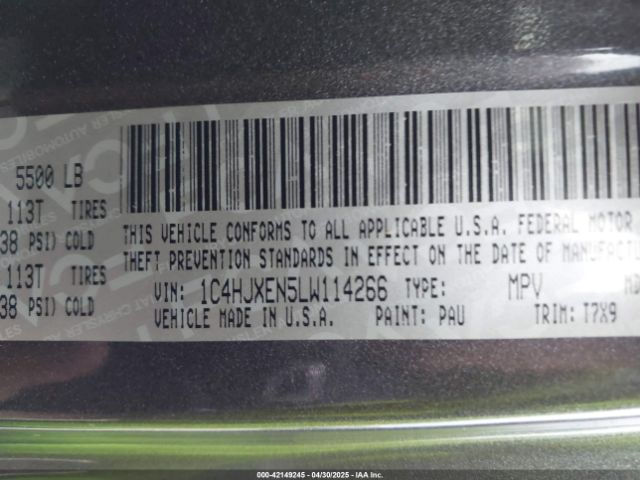 5500 LB
113T TIRES
38 PSI) COLD
113T TIRES
38 PSI) COLD
THIS VEHICLE CONFORMS TO ALL APPLICABLE U.S.A. FEDERAL MOTOR
THEFT PREVENTION STANDARDS IN EFFECT ON THE DATE OF MANUFACTU
VIN: 1C4HJXEN5LW114266 TYPE: MPV MD
VEHICLE MADE IN U.S.A. PAINT: PAU TRIM: T7X9
000-42149245 - 04/30/2025 - IAA Inc.